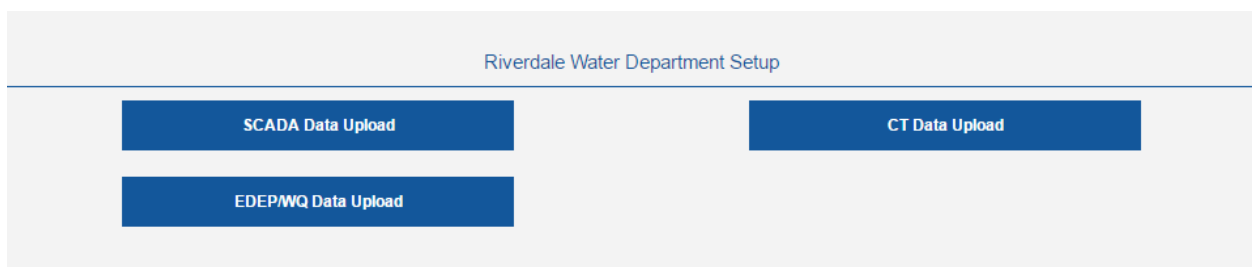 Riverdale Water Department Setup
SCADA Data Upload
CT Data Upload
EDEP/WQ Data Upload